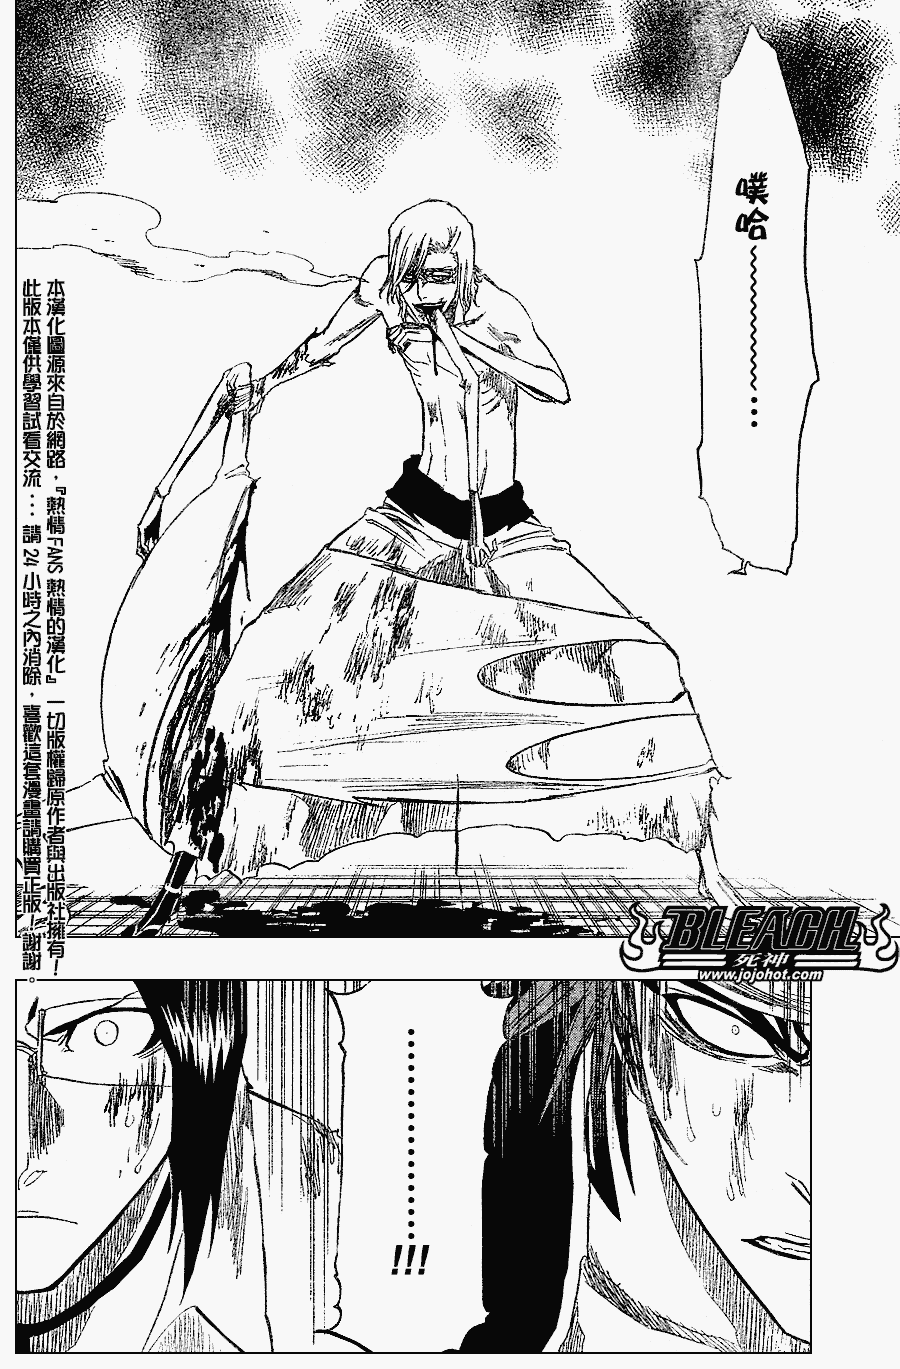 噗哈~~~~~~~~~~…
本漢化圖源來自於網路，『熱情FANS 熱情的漢化』一切版權歸原作者與出版社擁有！
此版本僅供學習試看交流... 請 24 小時之內消除，喜歡這套漫畫請購買正版！謝謝。
BLEACH
死神
www.jojohot.com
………………!!!